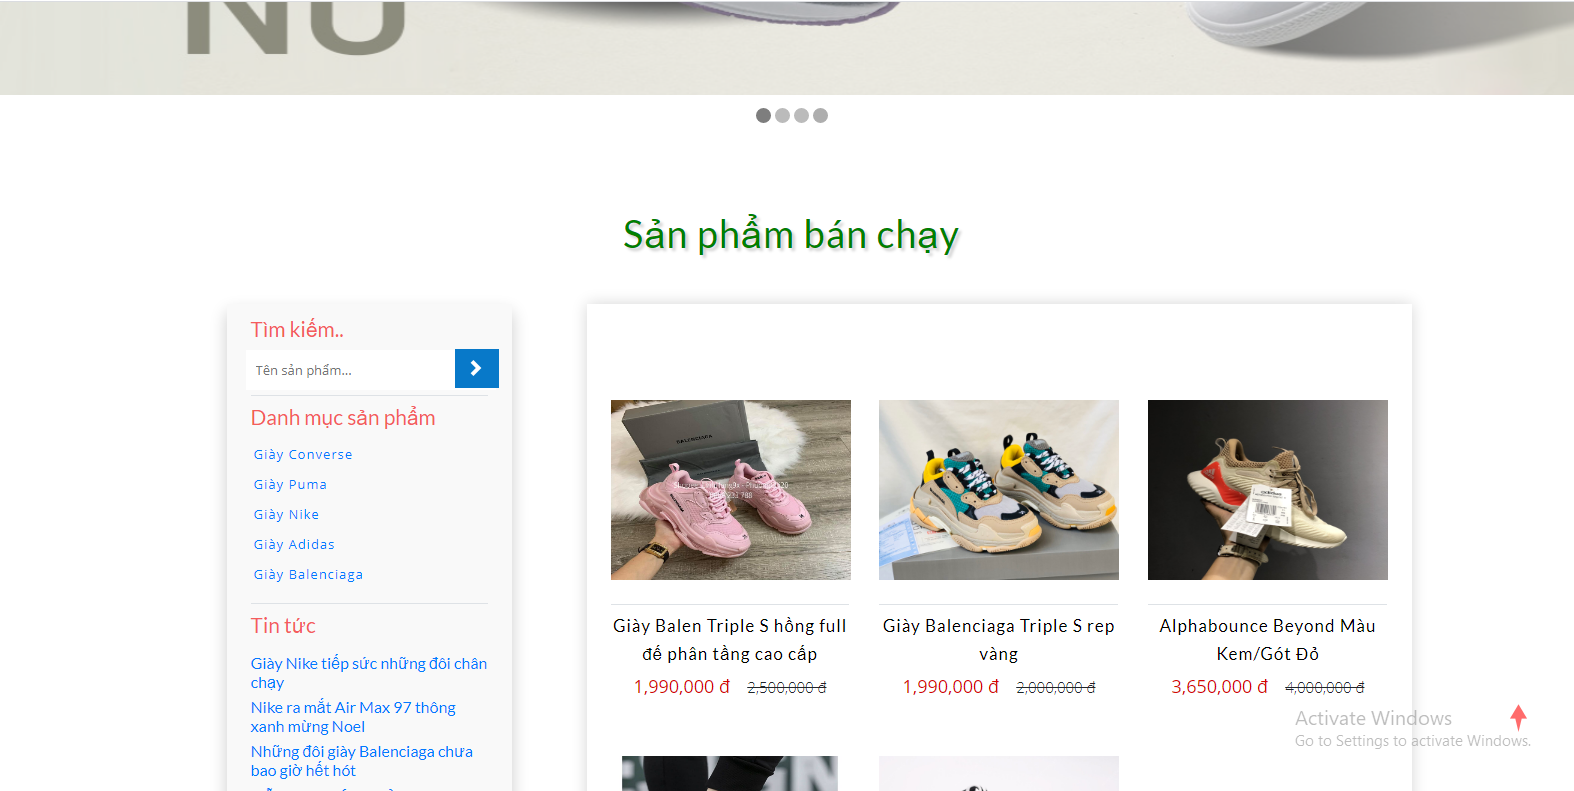 NU
Sản phẩm bán chạy
Tìm kiếm..
Tên sản phẩm...
Danh mục sản phẩm
Giày Converse
Giày Puma
Giày Nike
Giày Adidas
Giày Balenciaga
Tin tức
Giày Nike tiếp sức những đôi chân
chạy
Nike ra mắt Air Max 97 thông
xanh mừng Noel
Những đôi giày Balenciaga chưa
bao giờ hết hót
BALENCIAGA
Giày Balen Triple S hồng full
đế phân tầng cao cấp
1,990,000 đ 2,500,000 đ
Giày Balenciaga Triple S rep
vàng
1,990,000 đ 2,000,000 đ
adidas
Alphabounce Beyond Màu
Kem/Gót Đỏ
3,650,000 đ 4,000,000 đ
Activate Windows
Go to Settings to activate Windows.